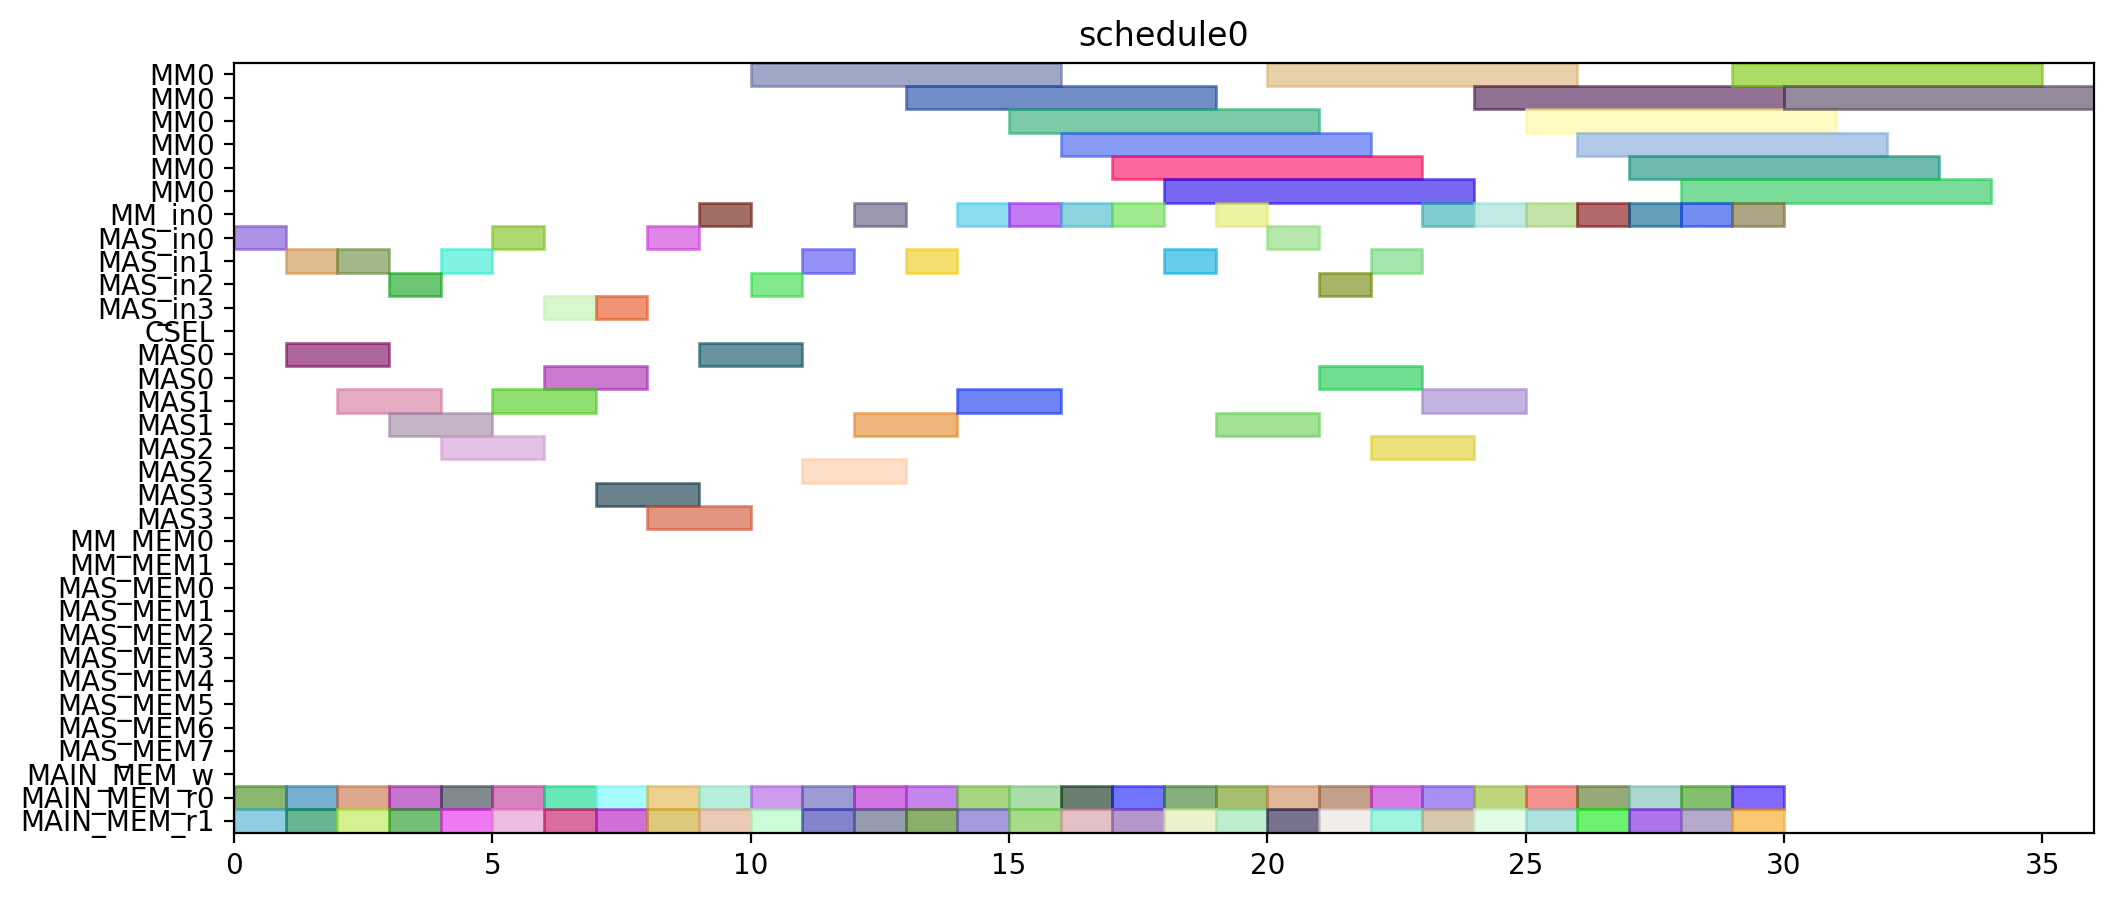 schedule0
MM0
MM0
MM0
MM0
MM0
MM0
MM_in0
MAS_in0
MAS_in1
MAS_in2
MAS_in3
CSEL
MAS0
MAS0
MAS1
MAS1
MAS2
MAS2
MAS3
MAS3
MM_MEM0
MM_MEM1
MAS_MEM0
MAS_MEM1
MAS_MEM2
MAS_MEM3
MAS_MEM4
MAS_MEM5
MAS_MEM6
MAS_MEM7
MAIN_MEM_w
MAIN_MEM_r0
MAIN_MEM_r1
0 5 10 15 20 25 30 35